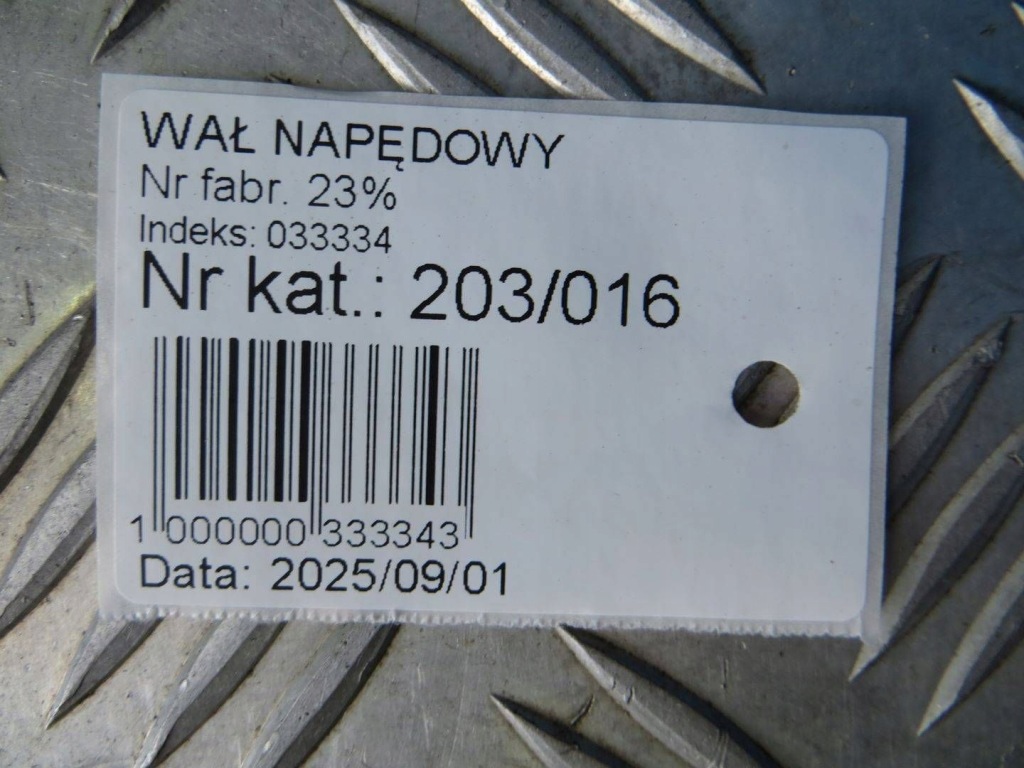 WAŁ NAPĘDOWY
Nr fabr. 23%
Indeks: 033334
Nr kat.: 203/016
1 000000 333343
Data: 2025/09/01